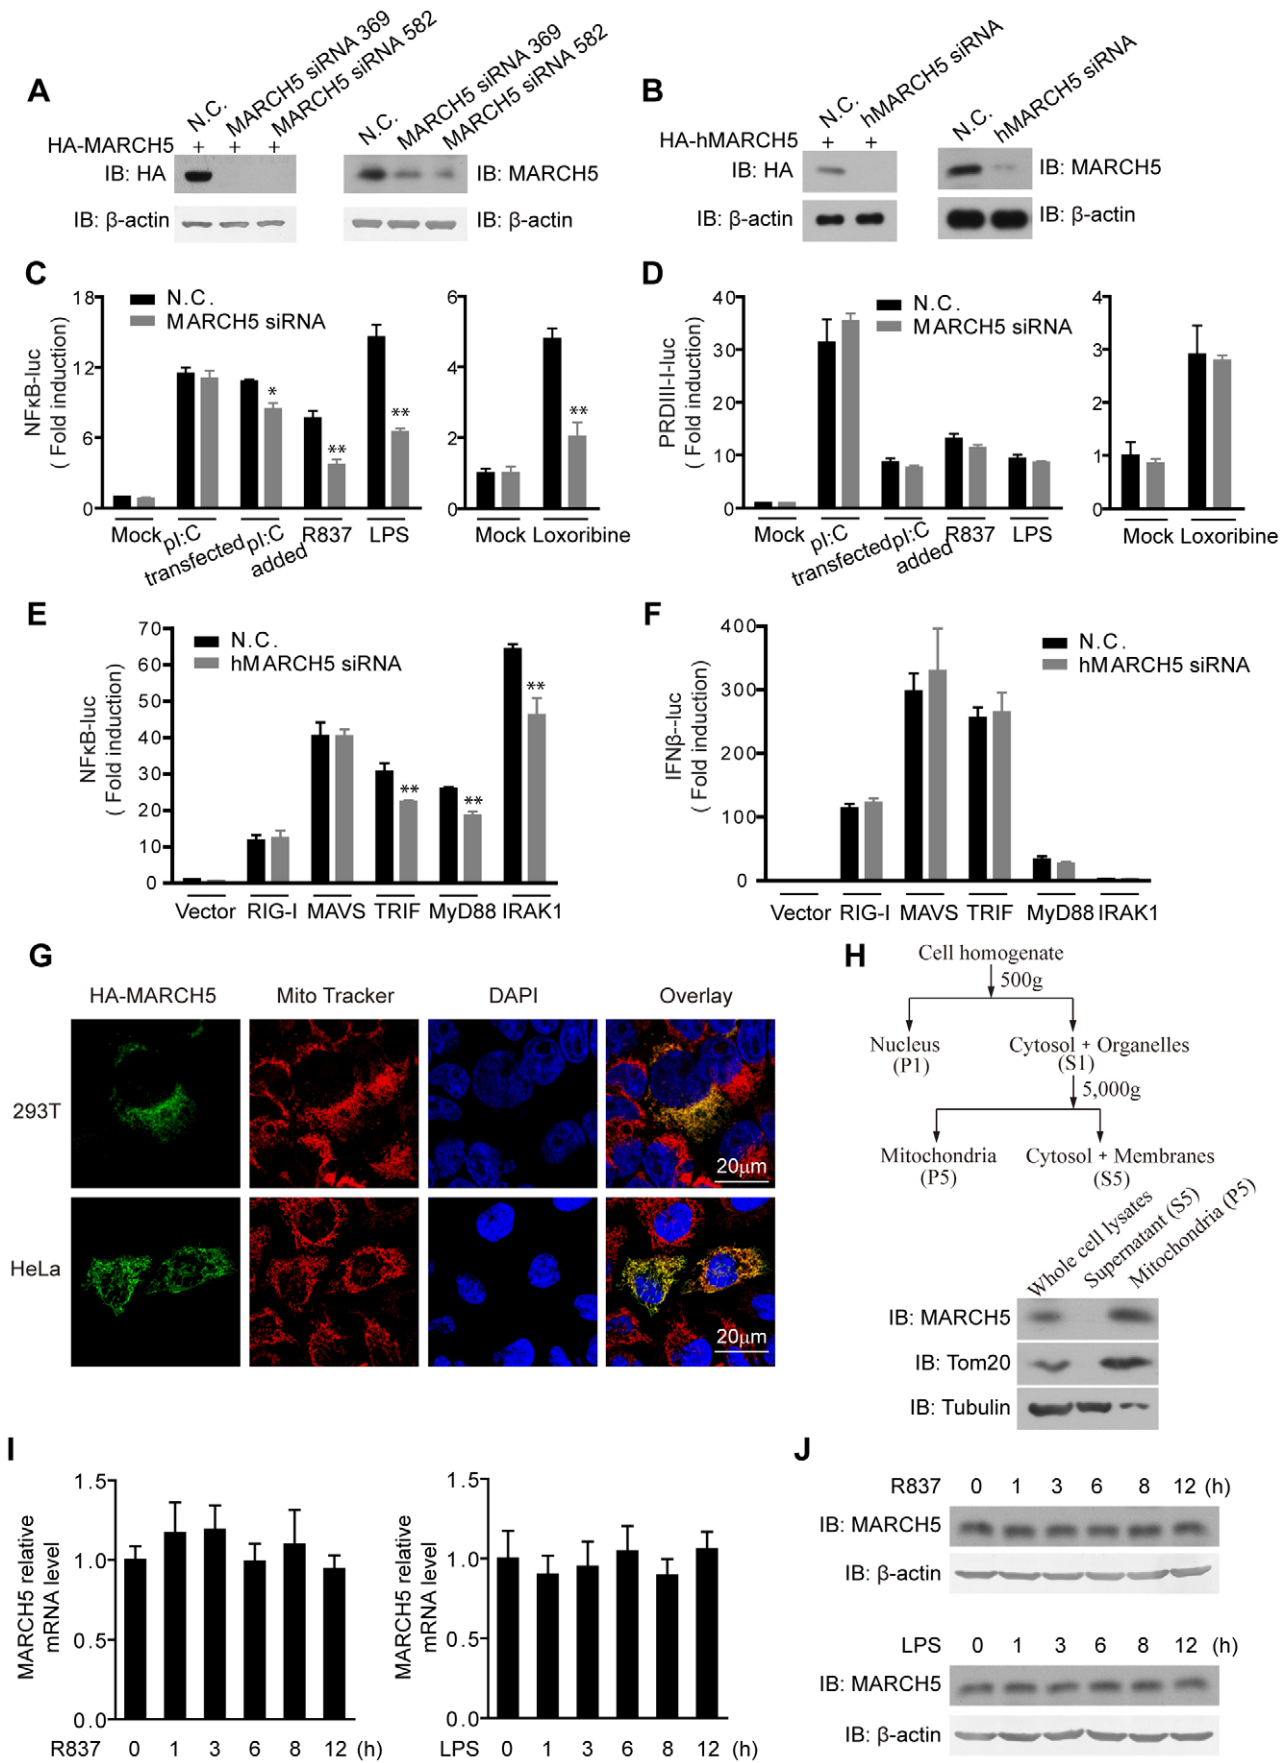 A
N.C.
MARCH5 siRNA 369
MARCH5 siRNA 582
HA-MARCH5 + + +
IB: HA
IB: β-actin
N.C.
MARCH5 siRNA 369
MARCH5 siRNA 582
IB: MARCH5
IB: β-actin
B
N.C.
hMARCH5 siRNA
HA-hMARCH5 + +
IB: HA
IB: β-actin
N.C.
hMARCH5 siRNA
IB: MARCH5
IB: β-actin
C
NFκB-luc
( Fold induction)
18
12
6
0
N.C.
MARCH5 siRNA
* ** **
Mock pI:C transfected pI:C added R837 LPS
6
4
2
0
**
Mock Loxoribine
D
PRDIII-I-luc
( Fold induction)
40
30
20
10
0
N.C.
MARCH5 siRNA
Mock pI:C transfected pI:C added R837 LPS
4
3
2
1
0
Mock Loxoribine
E
NFκB-luc
( Fold induction)
70
60
50
40
30
20
10
0
N.C.
hMARCH5 siRNA
** ** **
Vector RIG-I MAVS TRIF MyD88 IRAK1
F
IFNβ--luc
( Fold induction)
400
300
200
100
0
N.C.
hMARCH5 siRNA
Vector RIG-I MAVS TRIF MyD88 IRAK1
G
HA-MARCH5 Mito Tracker DAPI Overlay
293T
20μm
HeLa
20μm
H
Cell homogenate
500g
Nucleus
(P1)
Cytosol + Organelles
(S1)
5,000g
Mitochondria
(P5)
Cytosol + Membranes
(S5)
Whole cell lysates
Supernatant (S5)
Mitochondria (P5)
IB: MARCH5
IB: Tom20
IB: Tubulin
I
MARCH5 relative
mRNA level
1.5
1.0
0.5
0.0
R837 0 1 3 6 8 12 (h)
MARCH5 relative
mRNA level
1.5
1.0
0.5
0.0
LPS 0 1 3 6 8 12 (h)
J
R837 0 1 3 6 8 12 (h)
IB: MARCH5
IB: β-actin
LPS 0 1 3 6 8 12 (h)
IB: MARCH5
IB: β-actin